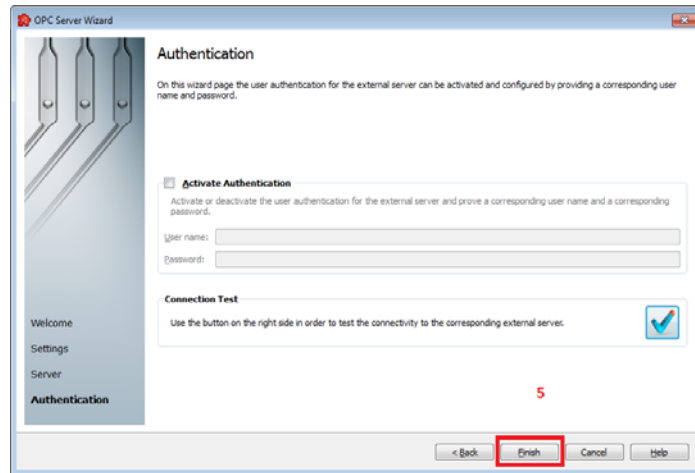 OPC Server Wizard
Authentication
On this wizard page the user authentication for the external server can be activated and configured by providing a corresponding user
name and password.
Activate Authentication
Activate or deactivate the user authentication for the external server and prove a corresponding user name and a corresponding
password.
User name:
Password:
Connection Test
Use the button on the right side in order to test the connectivity to the corresponding external server.
Welcome
Settings
Server
Authentication
5
< Back
Finish
Cancel
Help